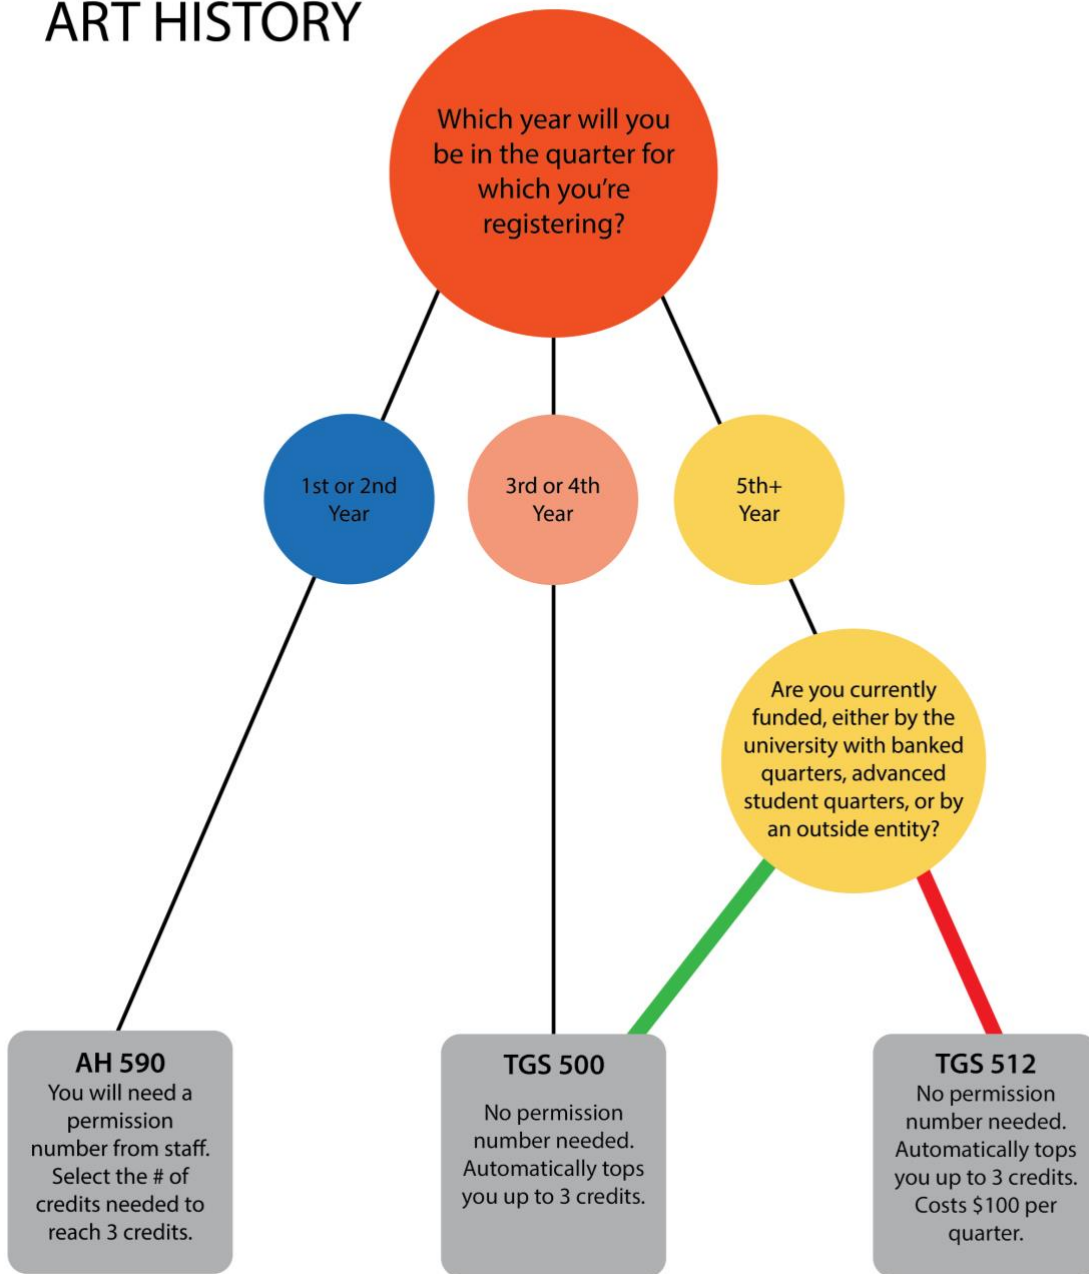 ART HISTORY
Which year will you
be in the quarter for
which you're
registering?
1st or 2nd
Year
3rd or 4th
Year
5th+
Year
Are you currently
funded, either by the
university with banked
quarters, advanced
student quarters, or by
an outside entity?
AH 590
You will need a
permission
number from staff.
Select the # of
credits needed to
reach 3 credits.
TGS 500
No permission
number needed.
Automatically tops
you up to 3 credits.
TGS 512
No permission
number needed.
Automatically tops
you up to 3 credits.
Costs $100 per
quarter.